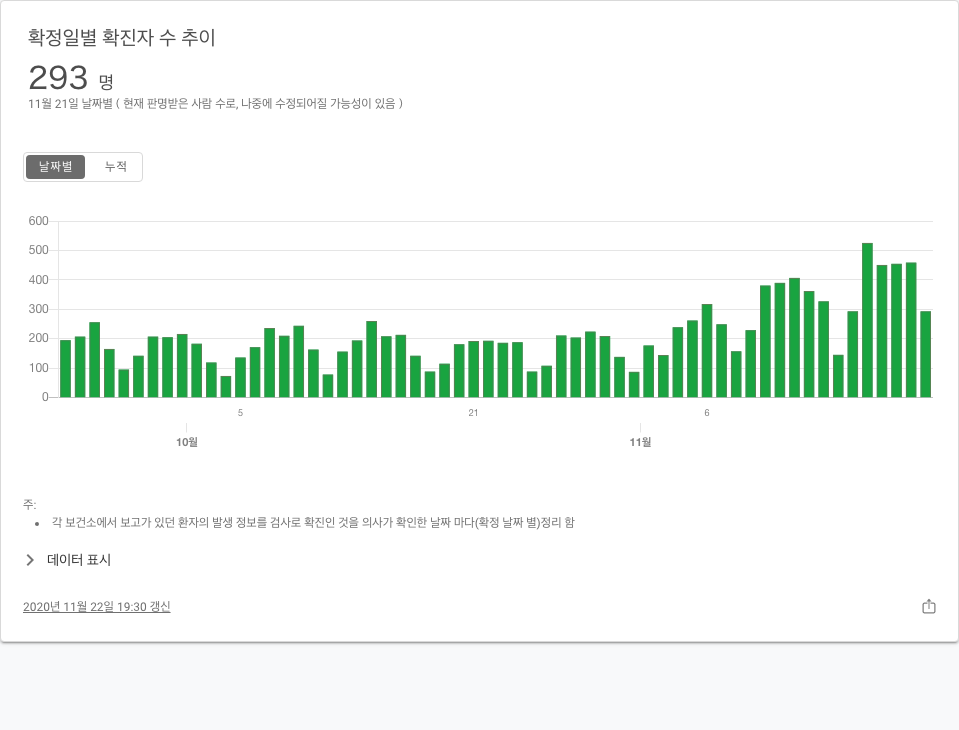 확정일별 확진자 수 추이
293 명
11월 21일 날짜별 ( 현재 판명받은 사람 수로, 나중에 수정되어질 가능성이 있음 )
날짜별 누적
600
500
400
300
200
100
0
5 21 6
10월 11월
주:
• 각 보건소에서 보고가 있던 환자의 발생 정보를 검사로 확진인 것을 의사가 확인한 날짜 마다(확정 날짜 별)정리 함
데이터 표시
2020년 11월 22일 19:30 갱신